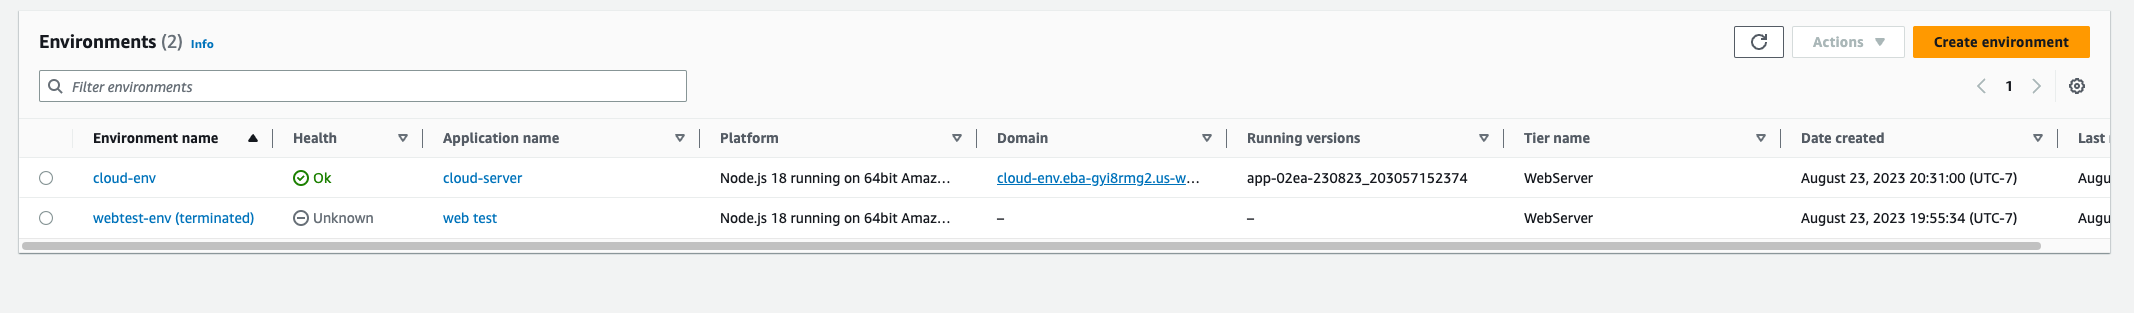 Environments (2) Info
Actions
Create environment
Filter environments
1
Environment name Health Application name Platform Domain Running versions Tier name Date created Last
cloud-env Ok cloud-server Node.js 18 running on 64bit Amaz... cloud-env.eba-gyi8rmg2.us-w... app-02ea-230823_203057152374 WebServer August 23, 2023 20:31:00 (UTC-7) Augu
webtest-env (terminated) Unknown web test Node.js 18 running on 64bit Amaz... – – WebServer August 23, 2023 19:55:34 (UTC-7) Augu